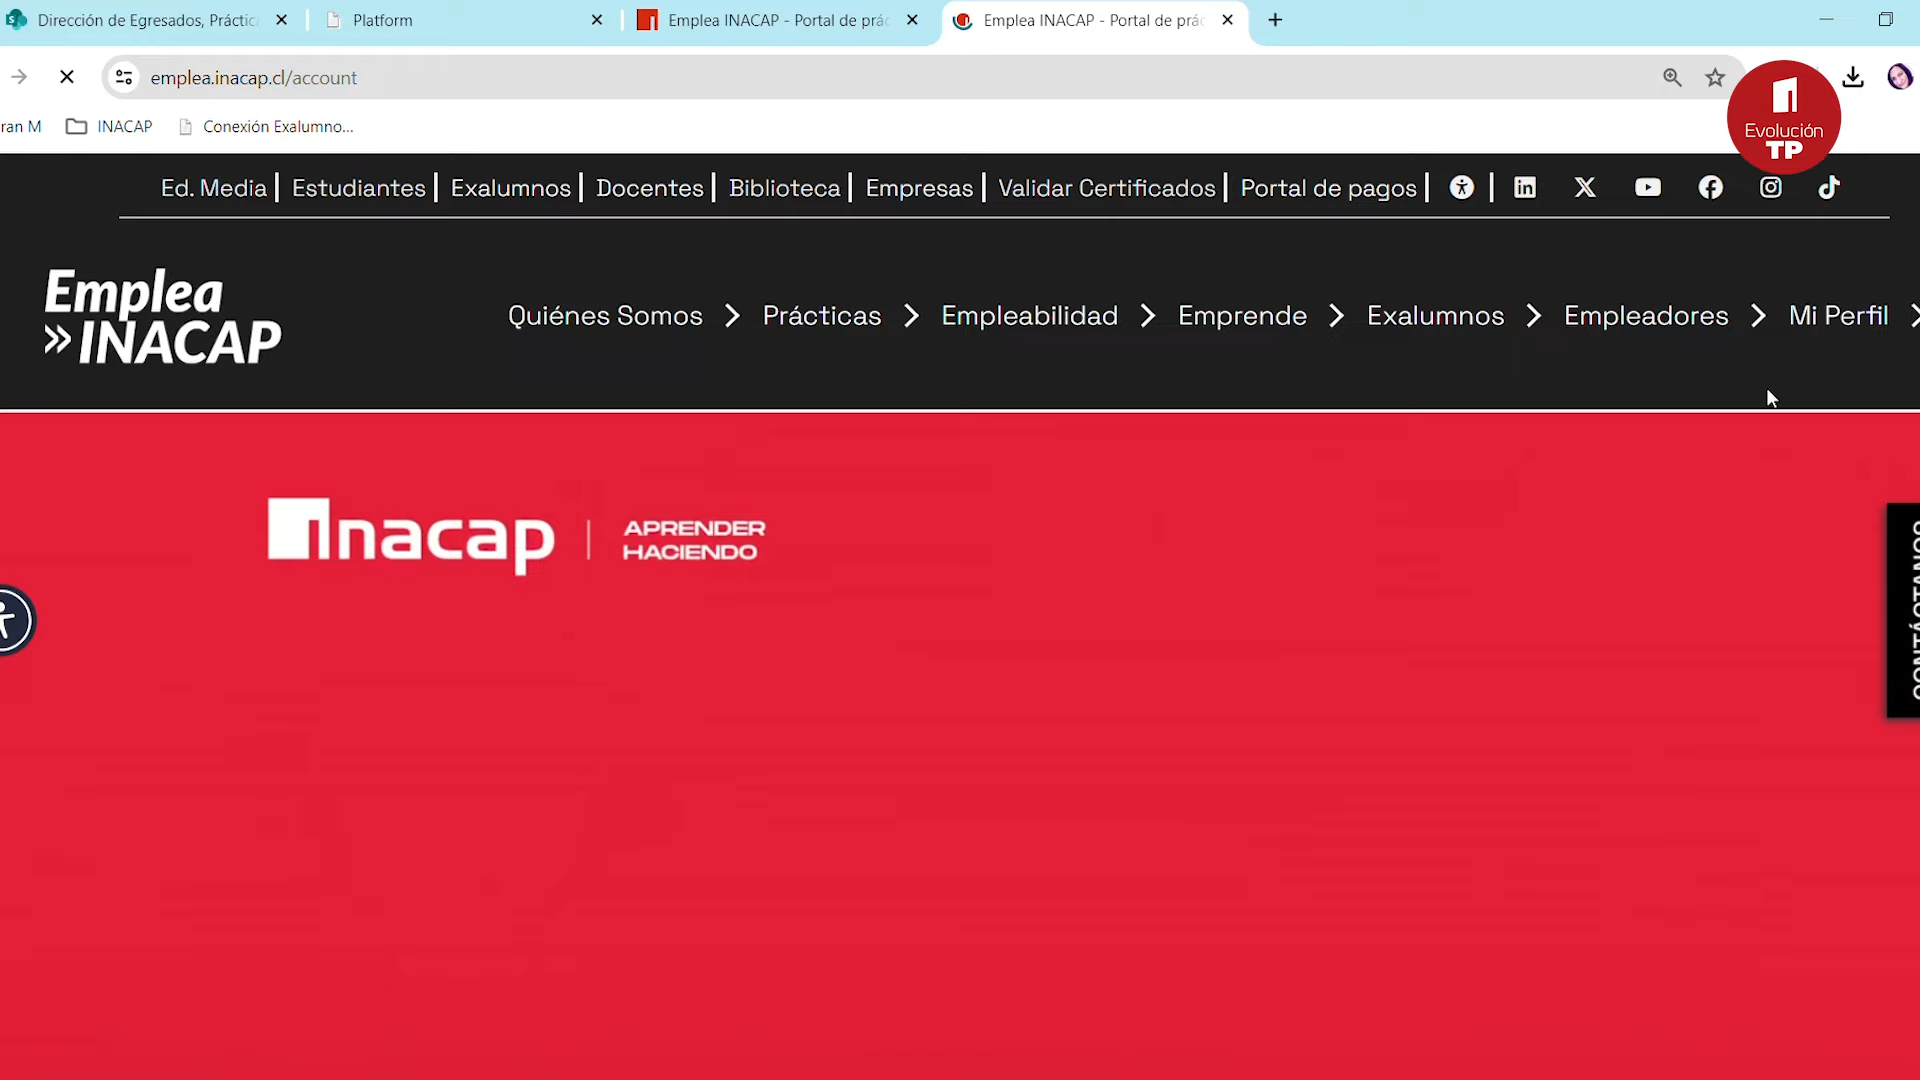 Dirección de Egresados, Práctic
Platform
Emplea INACAP - Portal de prác
Emplea INACAP - Portal de prác
emplea.inacap.cl/account
ran M
INACAP
Conexión Exalumno...
Evolución
TP
Ed. Media
Estudiantes
Exalumnos
Docentes
Biblioteca
Empresas
Validar Certificados
Portal de pagos
Emplea
»INACAP
Quiénes Somos
Prácticas
Empleabilidad
Emprende
Exalumnos
Empleadores
Mi Perfil
Inacap
APRENDER
HACIENDO
CONTÁCTANOS